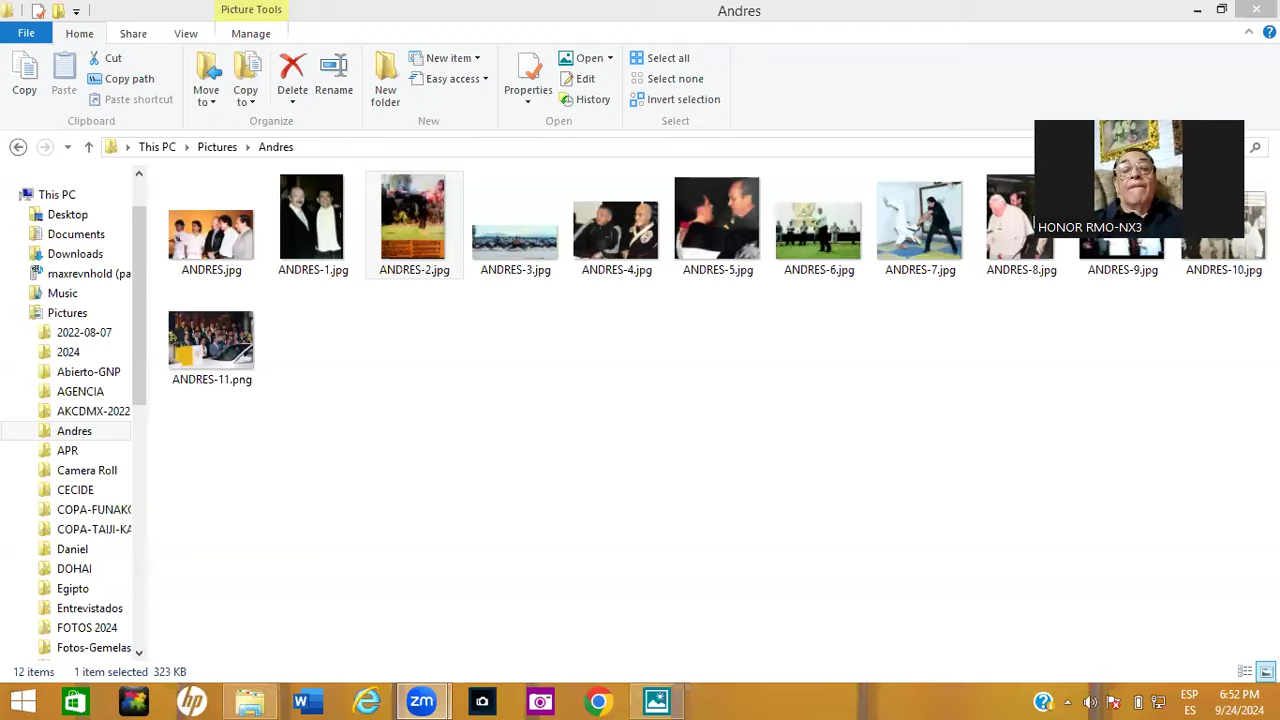 Picture Tools
Andres
File
Home
Share
View
Manage
Copy
Paste
Cut
Copy path
Paste shortcut
Clipboard
Move to
Copy to
Delete
Rename
Organize
New folder
New item
Easy access
New
Properties
Open
Edit
History
Open
Select all
Select none
Invert selection
Select
This PC
Pictures
Andres
This PC
Desktop
Documents
Downloads
maxrevnhold (pa
Music
Pictures
2022-08-07
2024
Abierto-GNP
AGENCIA
AKCDMX-2022
Andres
APR
Camera Roll
CECIDE
COPA-FUNAKO
COPA-TAIJI-KA
Daniel
DOHAI
Egipto
Entrevistados
FOTOS 2024
Fotos-Gemelas
HONOR RMO-NX3
ANDRES.jpg
ANDRES-1.jpg
ANDRES-2.jpg
ANDRES-3.jpg
ANDRES-4.jpg
ANDRES-5.jpg
ANDRES-6.jpg
ANDRES-7.jpg
ANDRES-8.jpg
ANDRES-9.jpg
ANDRES-10.jpg
ANDRES-11.png
12 items
1 item selected 323 KB
zm
ESP
ES
6:52 PM
9/24/2024